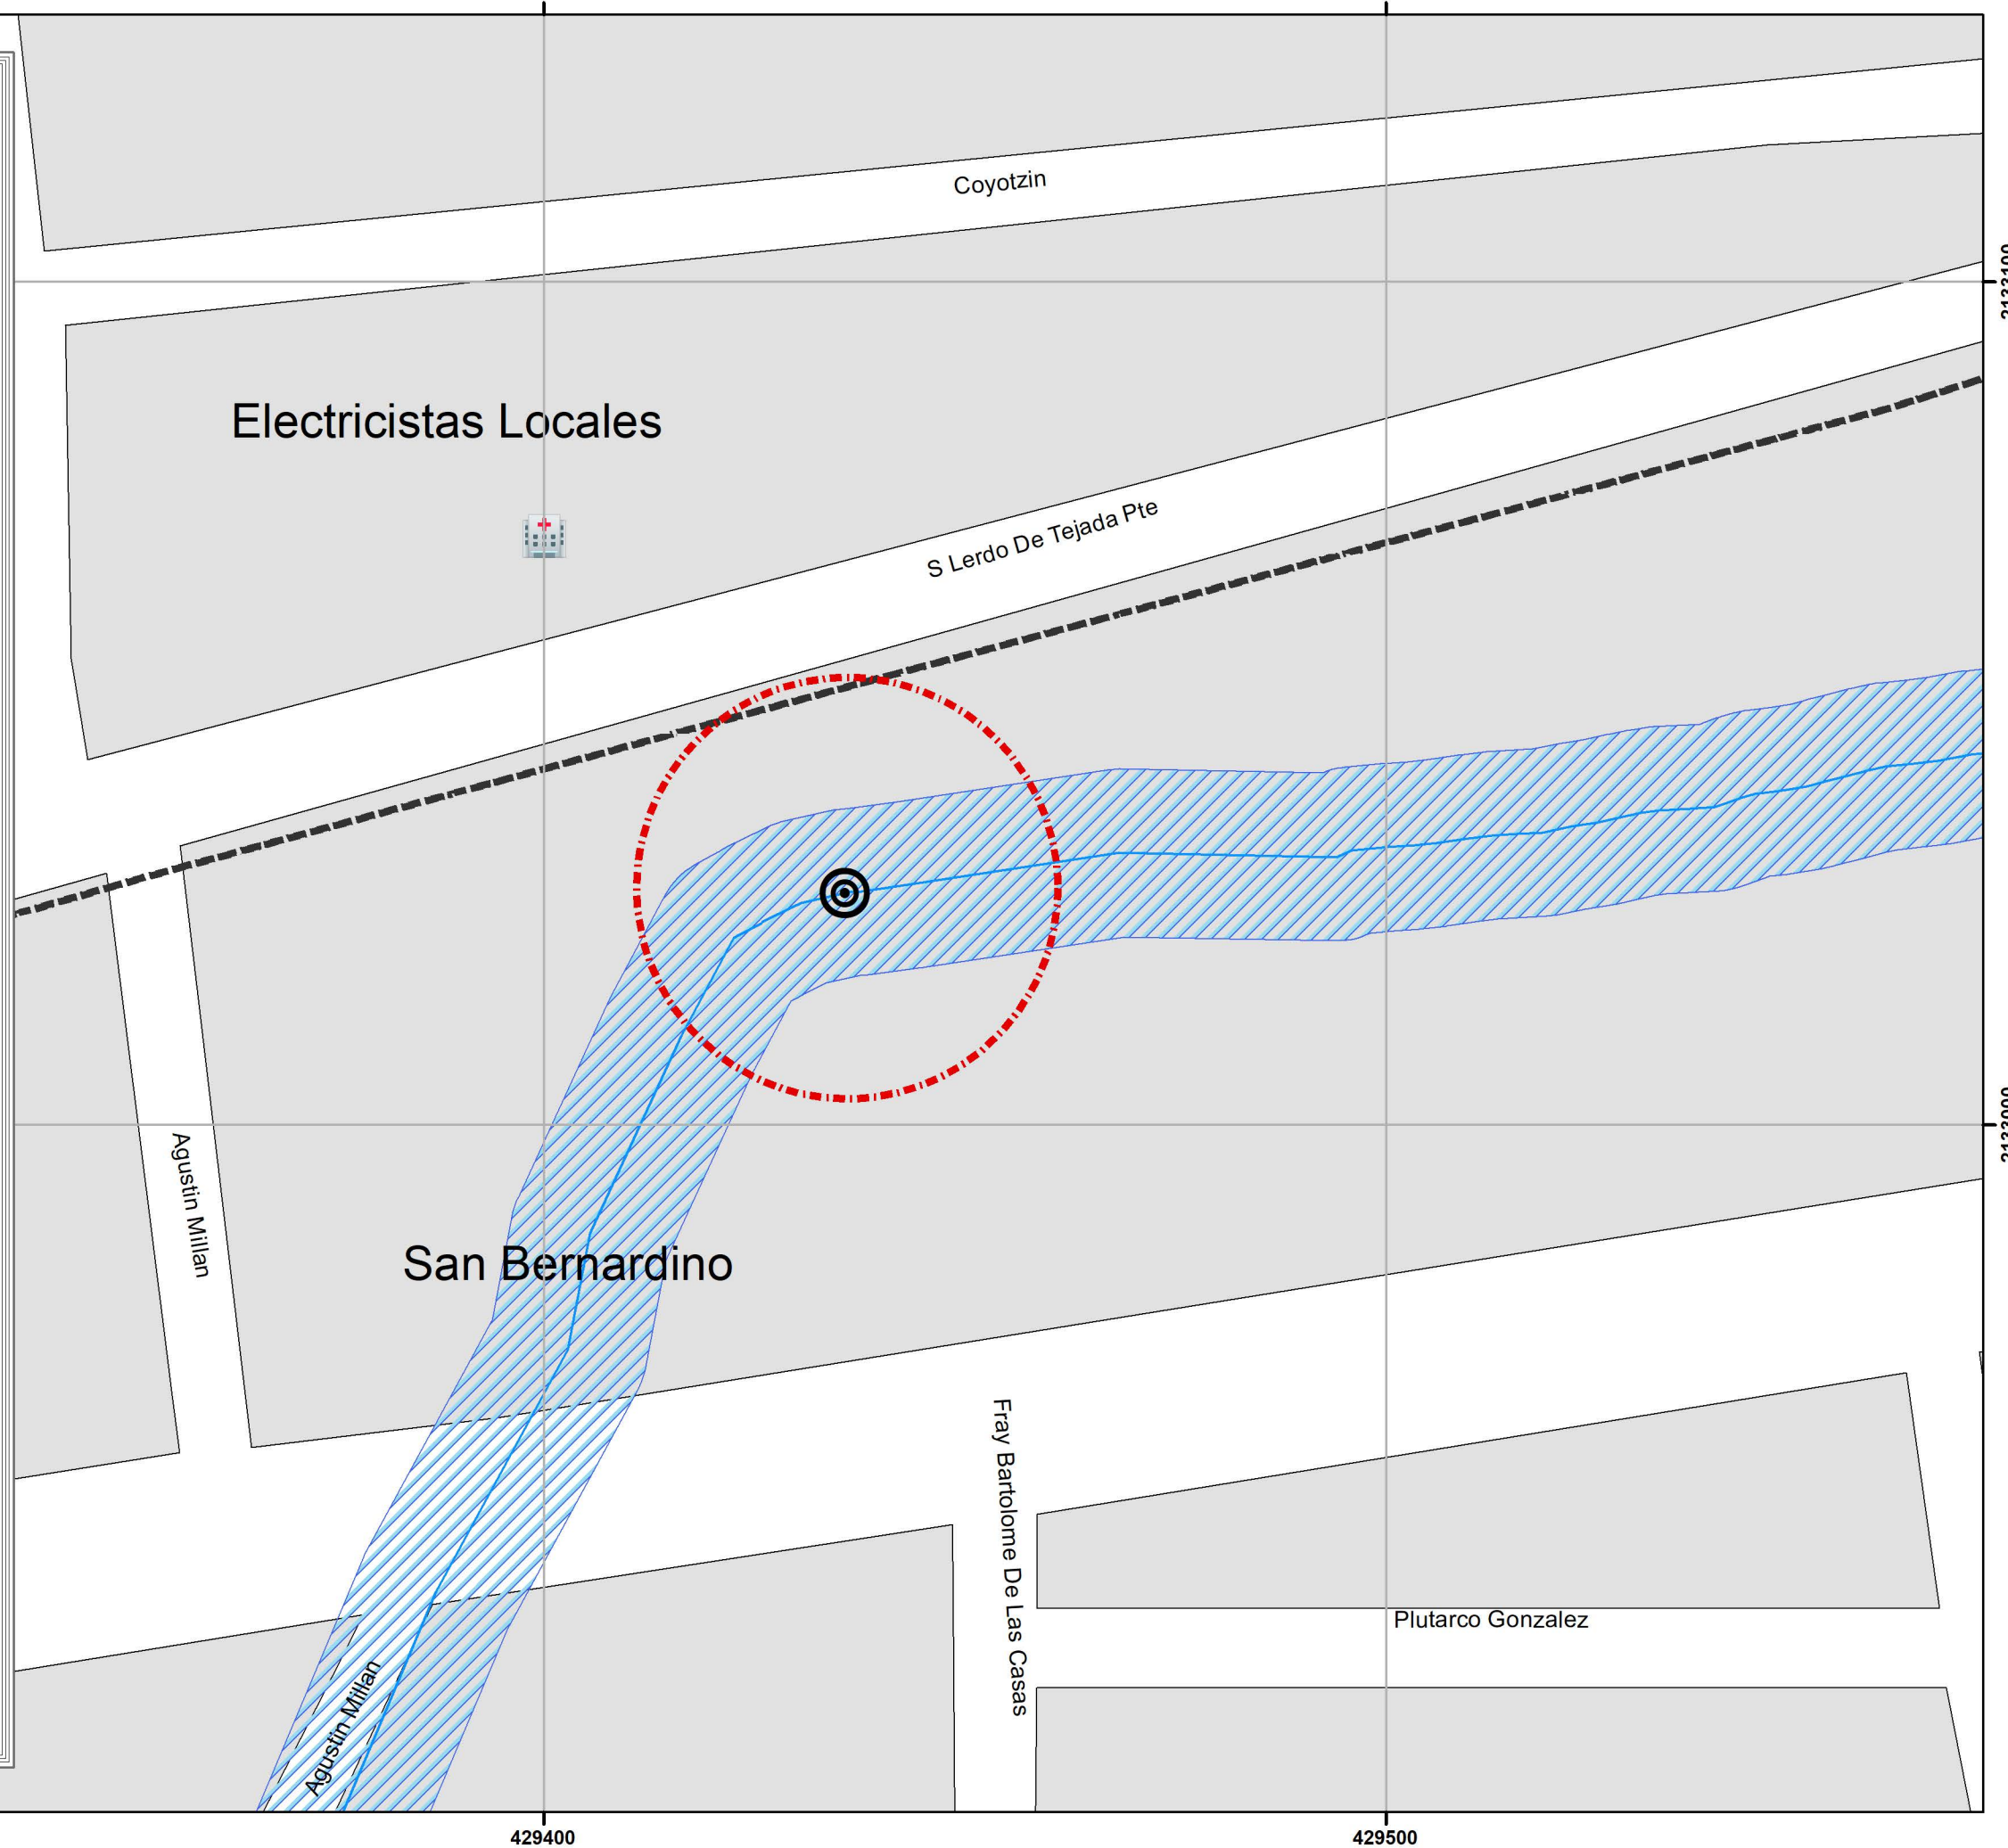 Coyotzin
Electricistas Locales
S Lerdo De Tejada Pte
Agustin Millan
San Bernardino
Fray Bartolome De Las Casas
Plutarco Gonzalez
Agustin Millan
429400
429500